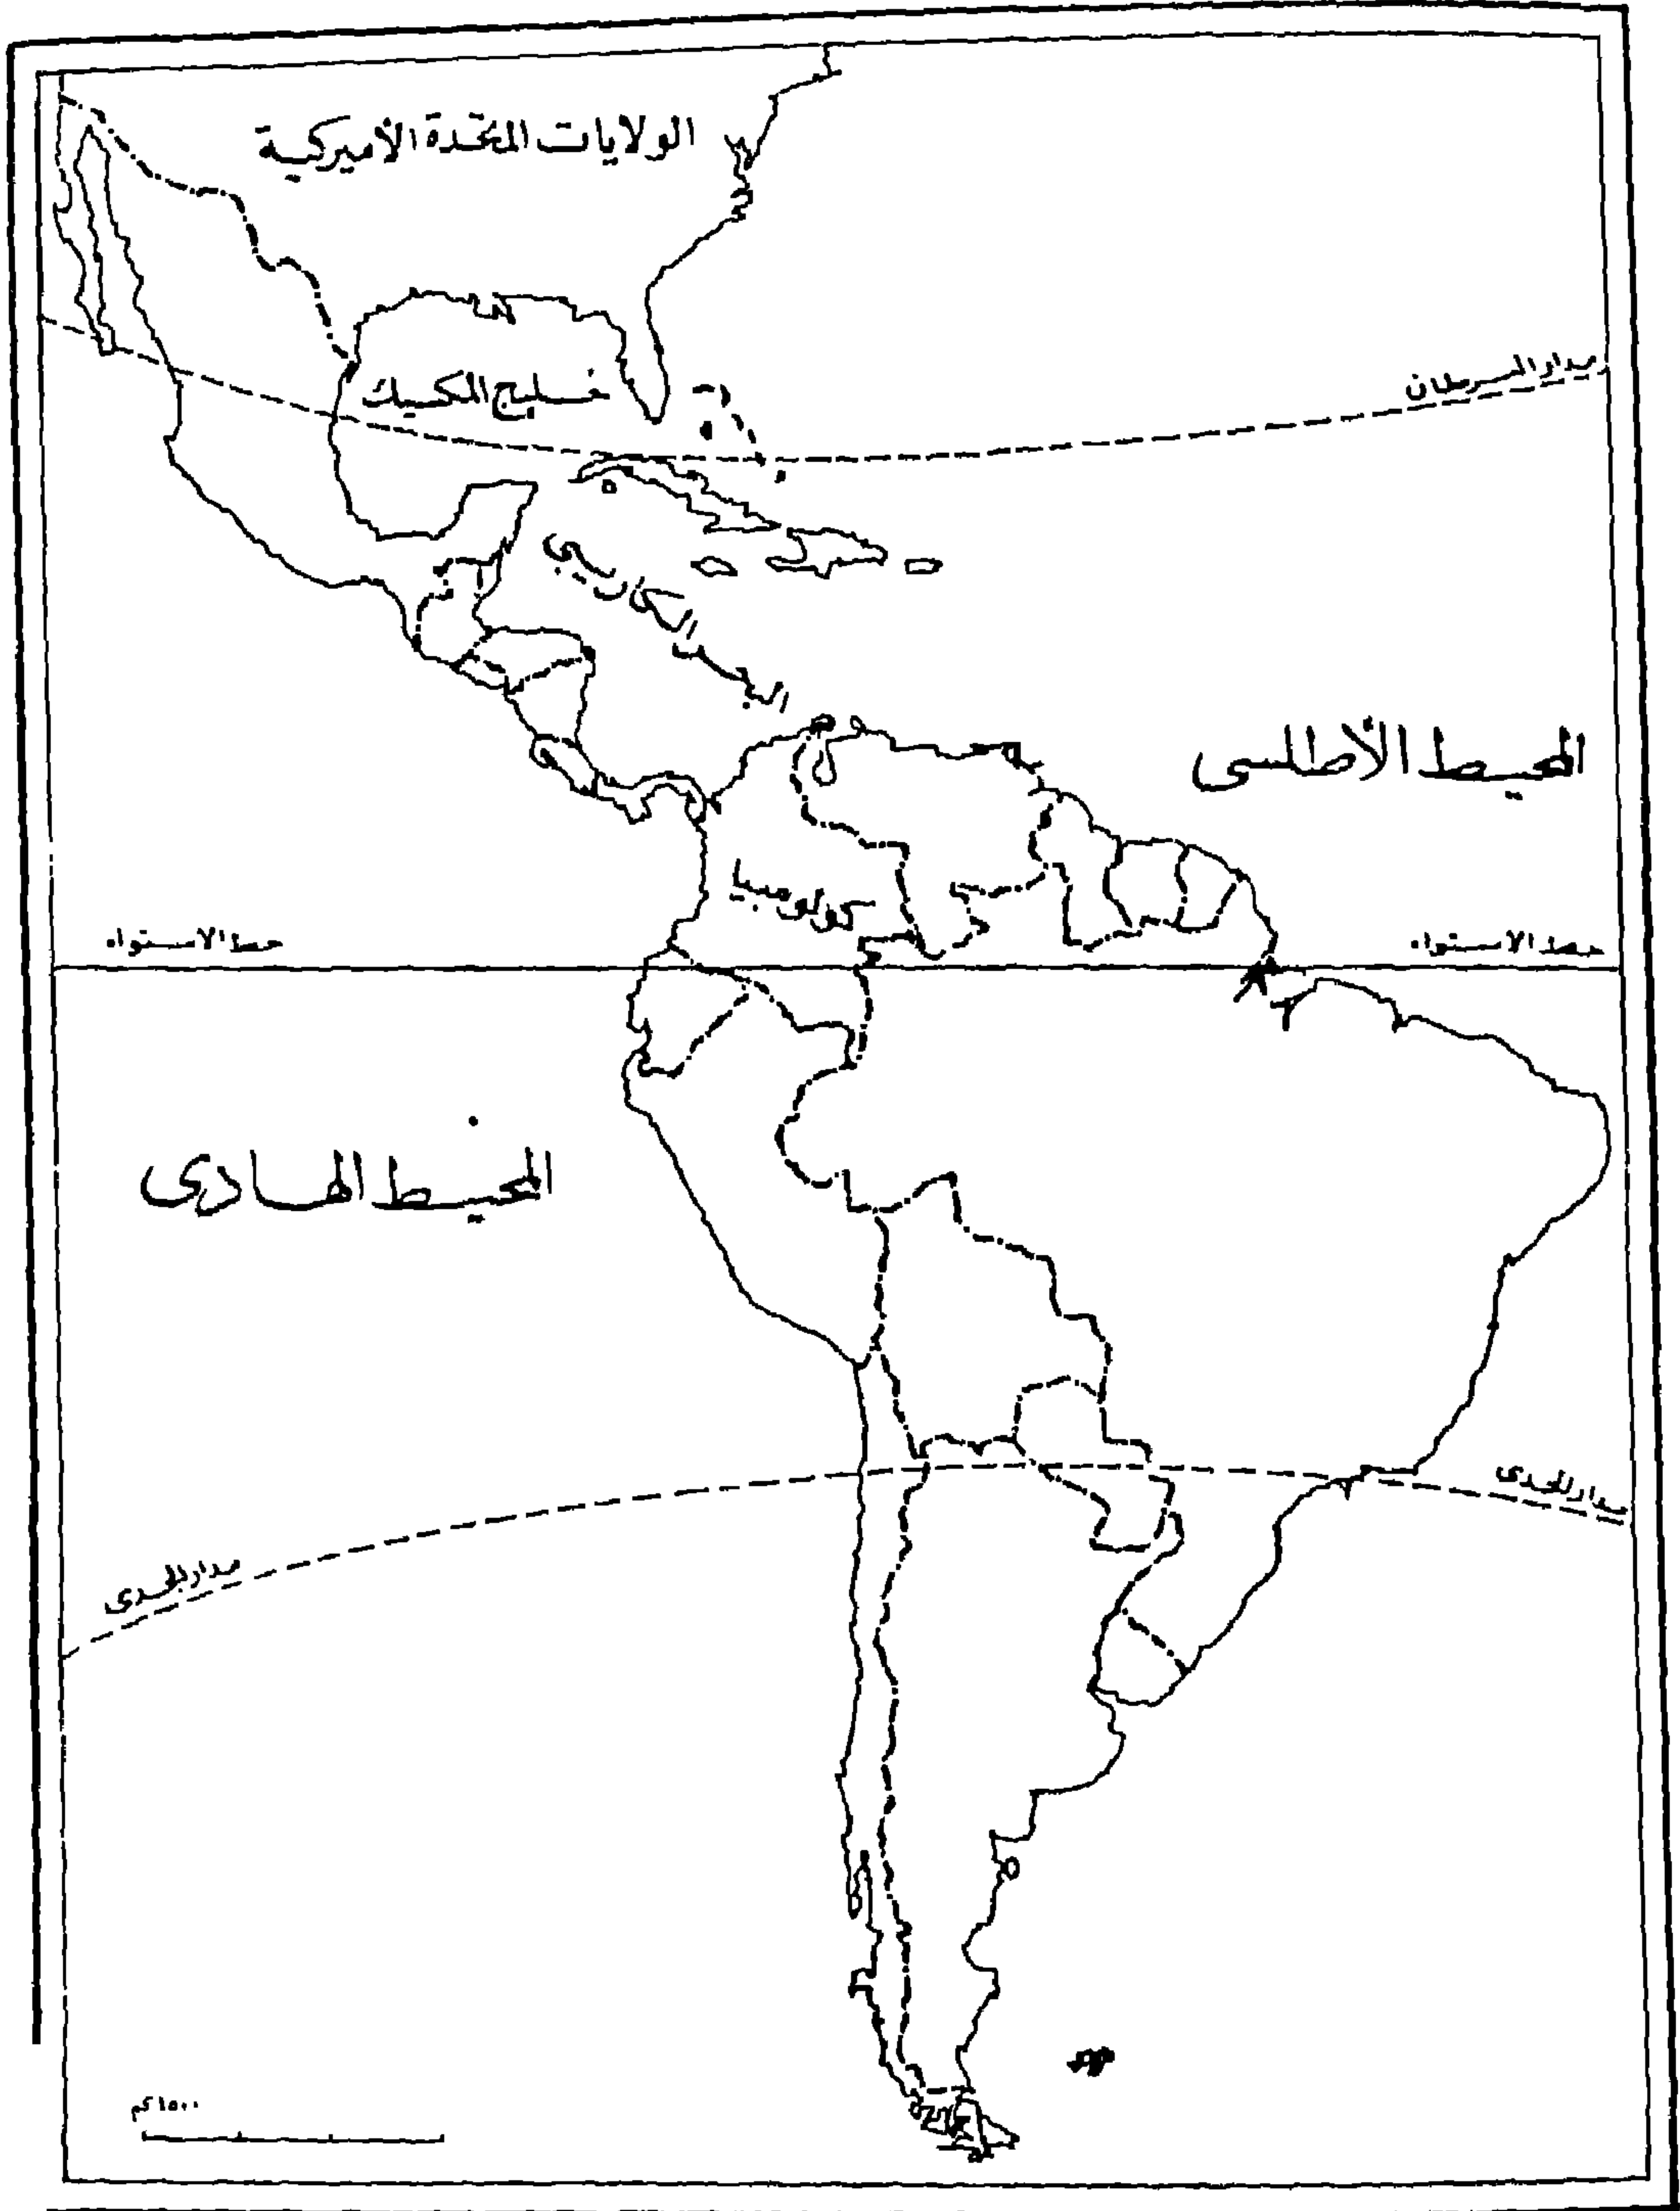 الولايات المتحدة الأميركية
خليج المكسيك
مدار السرطان
البحر الكاريبي
المحيط الأطلسى
كولومبيا
خط الاستواء
خط الاستواء
المحيط الهادى
مدار الجدى
مدار الجدى
١٥٠٠ كم